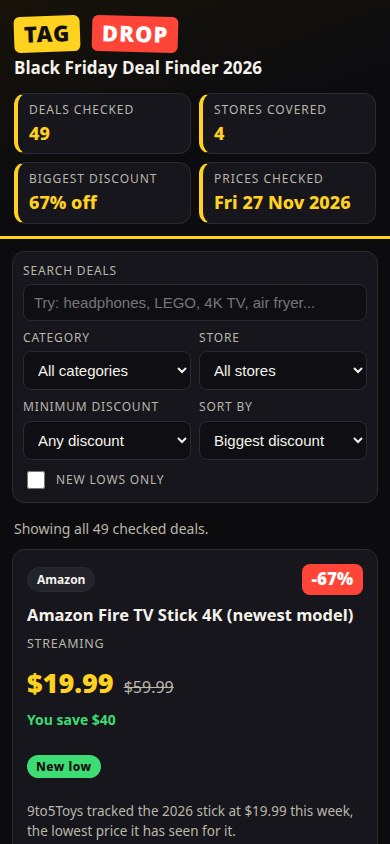 TAG DROP
Black Friday Deal Finder 2026
DEALS CHECKED
49
STORES COVERED
4
BIGGEST DISCOUNT
67% off
PRICES CHECKED
Fri 27 Nov 2026
SEARCH DEALS
Try: headphones, LEGO, 4K TV, air fryer...
CATEGORY
All categories
STORE
All stores
MINIMUM DISCOUNT
Any discount
SORT BY
Biggest discount
NEW LOWS ONLY
Showing all 49 checked deals.
Amazon
-67%
Amazon Fire TV Stick 4K (newest model)
STREAMING
$19.99 $59.99
You save $40
New low
9to5Toys tracked the 2026 stick at $19.99 this week,
the lowest price it has seen for it.